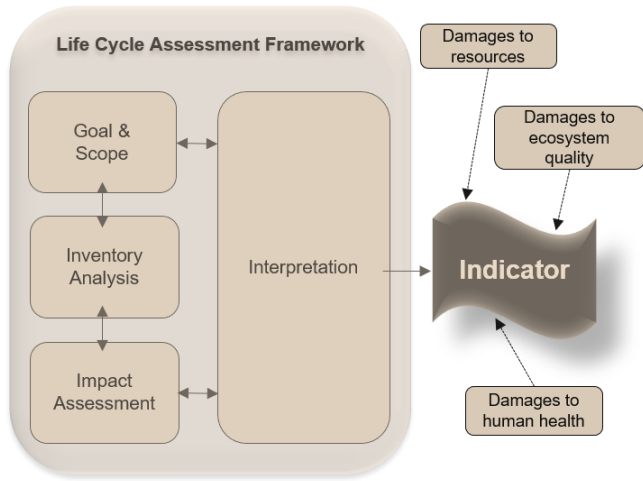 Life Cycle Assessment Framework
Goal &
Scope
Inventory
Analysis
Impact
Assessment
Interpretation
Damages to
resources
Damages to
ecosystem
quality
Indicator
Damages to
human health